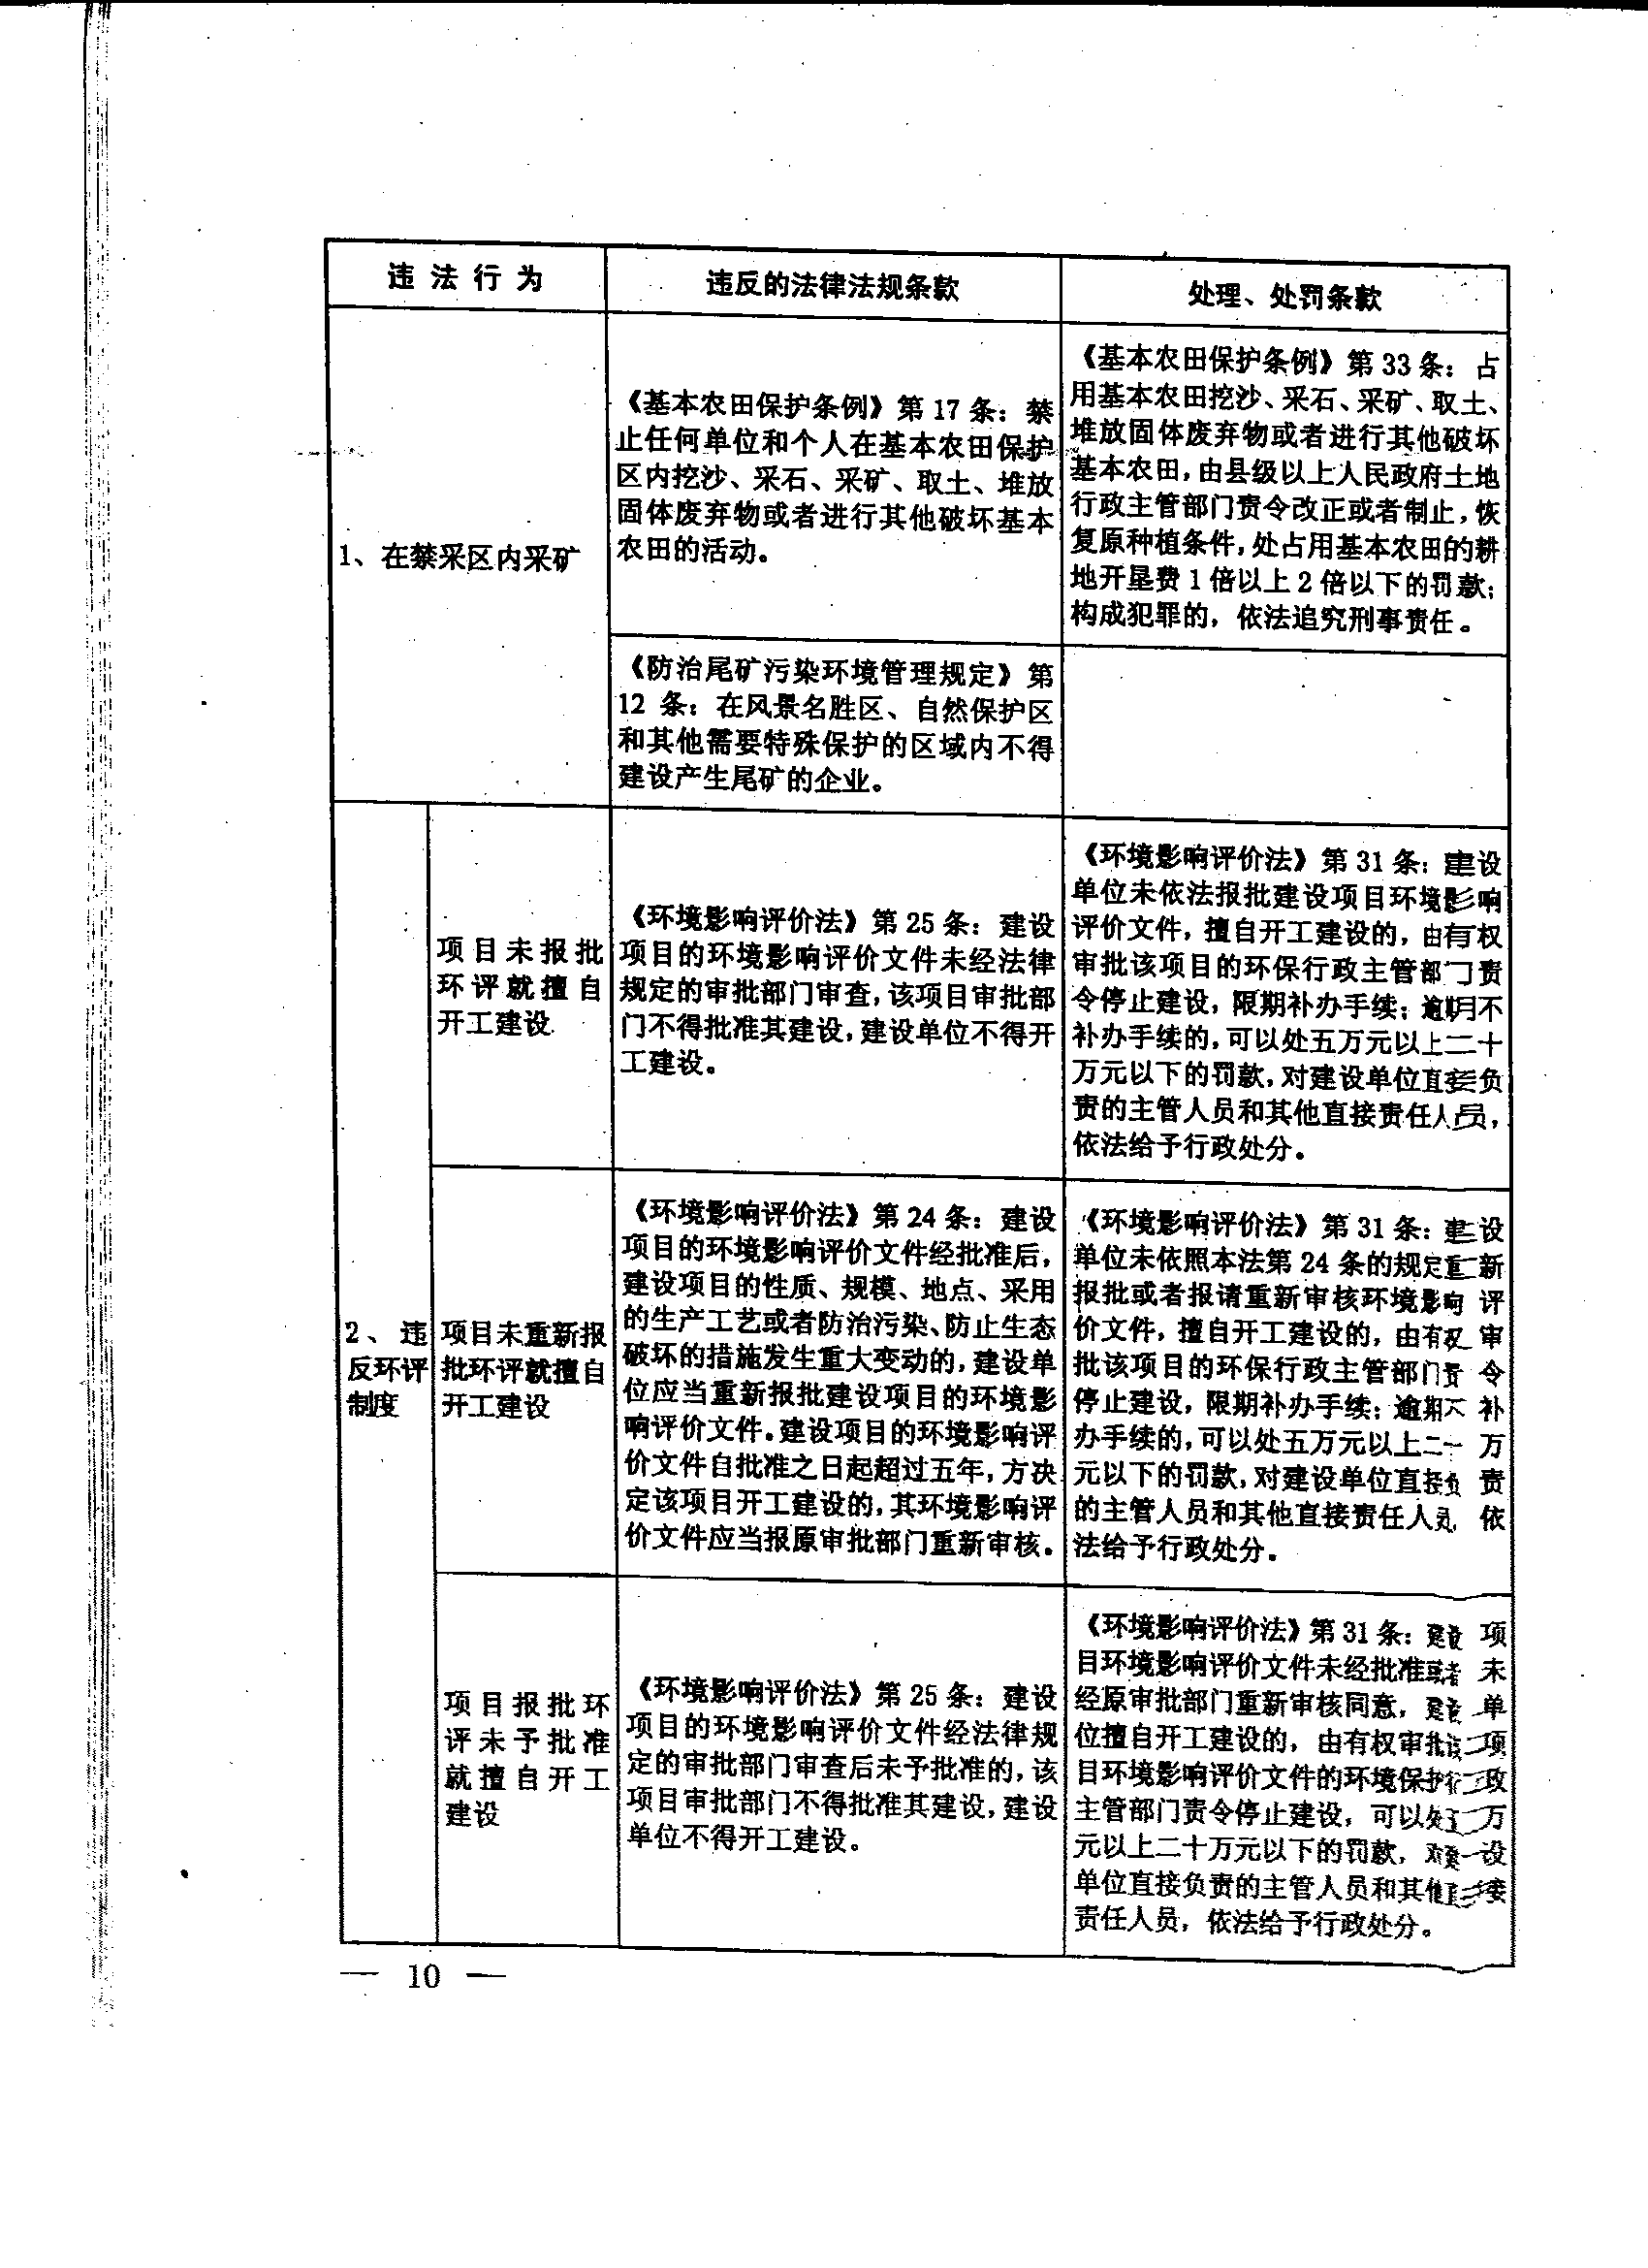 违 法 行 为
违反的法律法规条款
处理、处罚条款
1、在禁采区内采矿
《基本农田保护条例》第 17 条：禁
止任何单位和个人在基本农田保护
区内挖沙、采石、采矿、取土、堆放
固体废弃物或者进行其他破坏基本
农田的活动。
《基本农田保护条例》第 33 条：占
用基本农田挖沙、采石、采矿、取土、
堆放固体废弃物或者进行其他破坏
基本农田，由县级以上人民政府土地
行政主管部门责令改正或者制止，恢
复原种植条件，处占用基本农田的耕
地开垦费 1 倍以上 2 倍以下的罚款；
构成犯罪的，依法追究刑事责任。
《防治尾矿污染环境管理规定》第
12 条：在风景名胜区、自然保护区
和其他需要特殊保护的区域内不得
建设产生尾矿的企业。
2、违
反环评
制度
项目未报批
环评就擅自
开工建设
《环境影响评价法》第 25 条：建设
项目的环境影响评价文件未经法律
规定的审批部门审查，该项目审批部
门不得批准其建设，建设单位不得开
工建设。
《环境影响评价法》第 31 条：建设
单位未依法报批建设项目环境影响
评价文件，擅自开工建设的，由有权
审批该项目的环保行政主管部门责
令停止建设，限期补办手续；逾期不
补办手续的，可以处五万元以上二十
万元以下的罚款，对建设单位直接负
责的主管人员和其他直接责任人员，
依法给予行政处分。
项目未重新报
批环评就擅自
开工建设
《环境影响评价法》第 24 条：建设
项目的环境影响评价文件经批准后，
建设项目的性质、规模、地点、采用
的生产工艺或者防治污染、防止生态
破坏的措施发生重大变动的，建设单
位应当重新报批建设项目的环境影
响评价文件。建设项目的环境影响评
价文件自批准之日起超过五年，方决
定该项目开工建设的，其环境影响评
价文件应当报原审批部门重新审核。
《环境影响评价法》第 31 条：建设
单位未依照本法第 24 条的规定重新
报批或者报请重新审核环境影响评
价文件，擅自开工建设的，由有权审
批该项目的环保行政主管部门责令
停止建设，限期补办手续；逾期不补
办手续的，可以处五万元以上二十万
元以下的罚款，对建设单位直接负责
的主管人员和其他直接责任人员，依
法给予行政处分。
项目报批环
评未予批准
就擅自开工
建设
《环境影响评价法》第 25 条：建设
项目的环境影响评价文件经法律规
定的审批部门审查后未予批准的，该
项目审批部门不得批准其建设，建设
单位不得开工建设。
《环境影响评价法》第 31 条：建设项
目环境影响评价文件未经批准或者未
经原审批部门重新审核同意，建设单
位擅自开工建设的，由有权审批该项
目环境影响评价文件的环境保护行政
主管部门责令停止建设，可以处五万
元以上二十万元以下的罚款，对建设
单位直接负责的主管人员和其他直接
责任人员，依法给予行政处分。
— 10 —